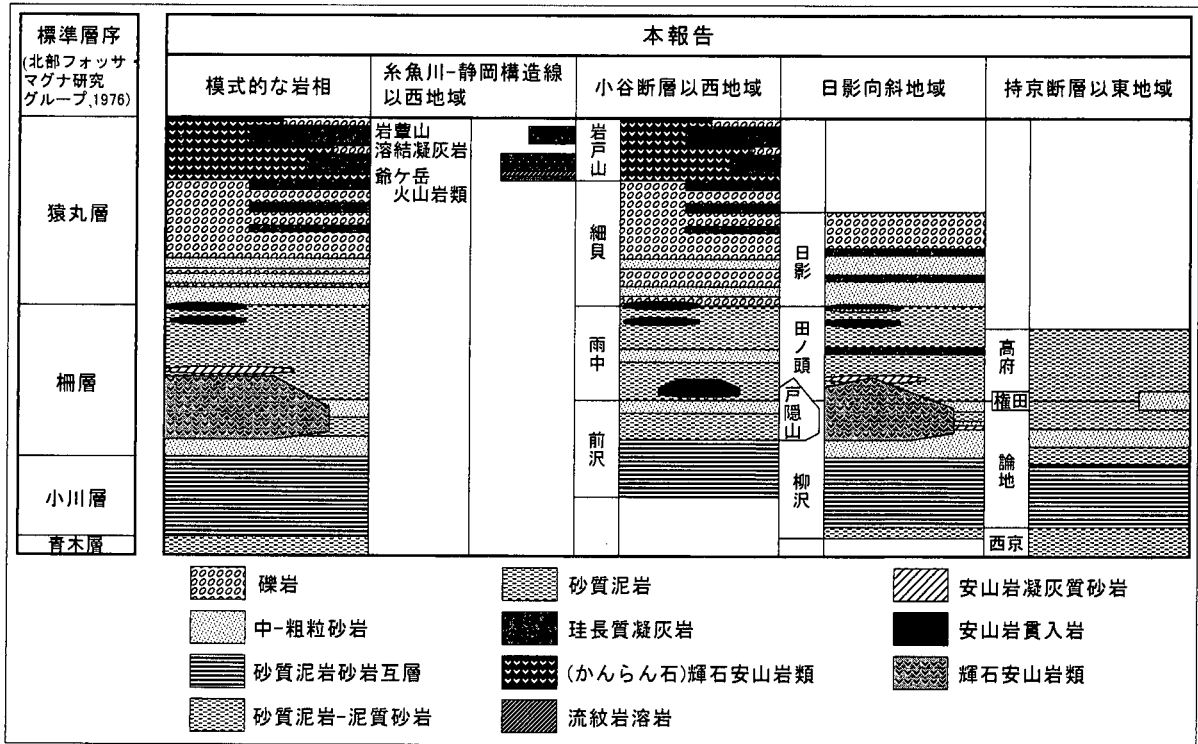 標準層序
(北部フォッサ・
マグナ研究
グループ,1976)
本報告
模式的な岩相
糸魚川-静岡構造線
以西地域
小谷断層以西地域
日影向斜地域
持京断層以東地域
猿丸層
柵層
小川層
青木層
岩蕈山
溶結凝灰岩
爺ケ岳
火山岩類
岩戸山
細貝
雨中
前沢
日影
田ノ頭
戸隠山
柳沢
高府
権田
論地
西京
礫岩
中-粗粒砂岩
砂質泥岩砂岩互層
砂質泥岩-泥質砂岩
砂質泥岩
珪長質凝灰岩
(かんらん石)輝石安山岩類
流紋岩溶岩
安山岩凝灰質砂岩
安山岩貫入岩
輝石安山岩類